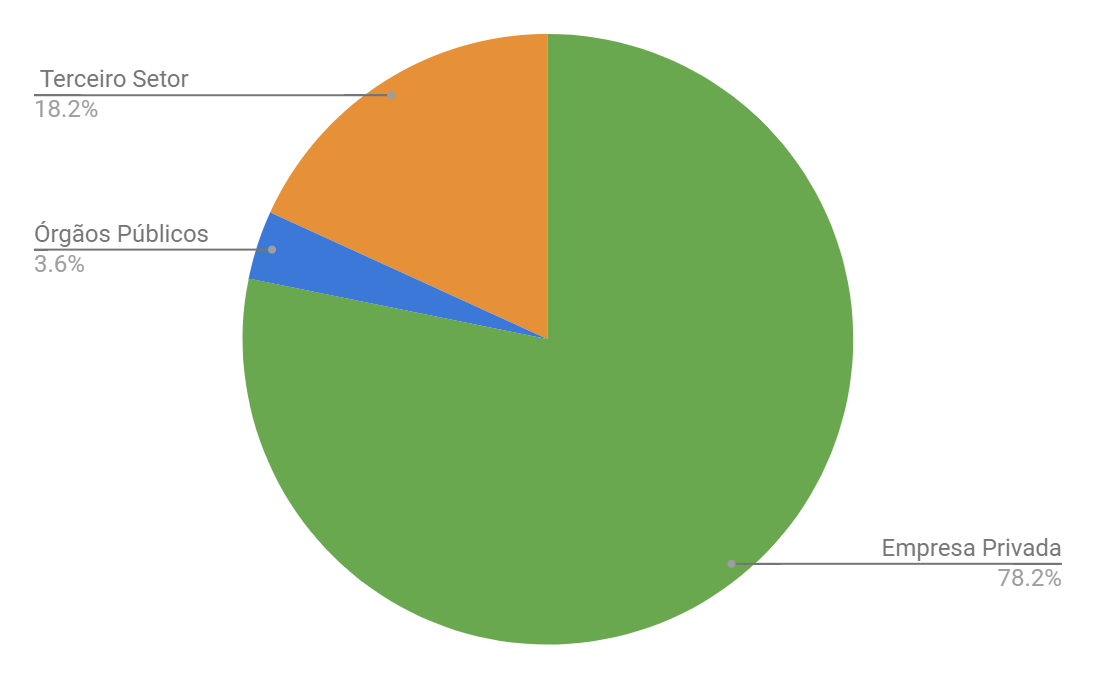 Terceiro Setor
18.2%
Órgãos Públicos
3.6%
Empresa Privada
78.2%